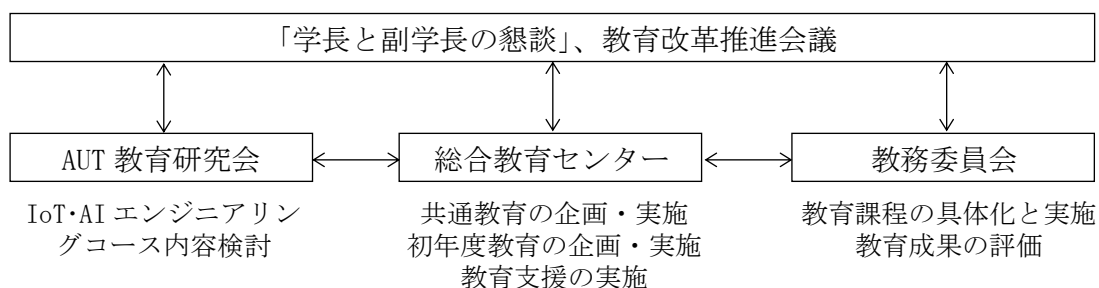 「学長と副学長の懇談」、教育改革推進会議
AUT 教育研究会
総合教育センター
教務委員会
IoT･AI エンジニアリン
グコース内容検討
共通教育の企画・実施
初年度教育の企画・実施
教育支援の実施
教育課程の具体化と実施
教育成果の評価